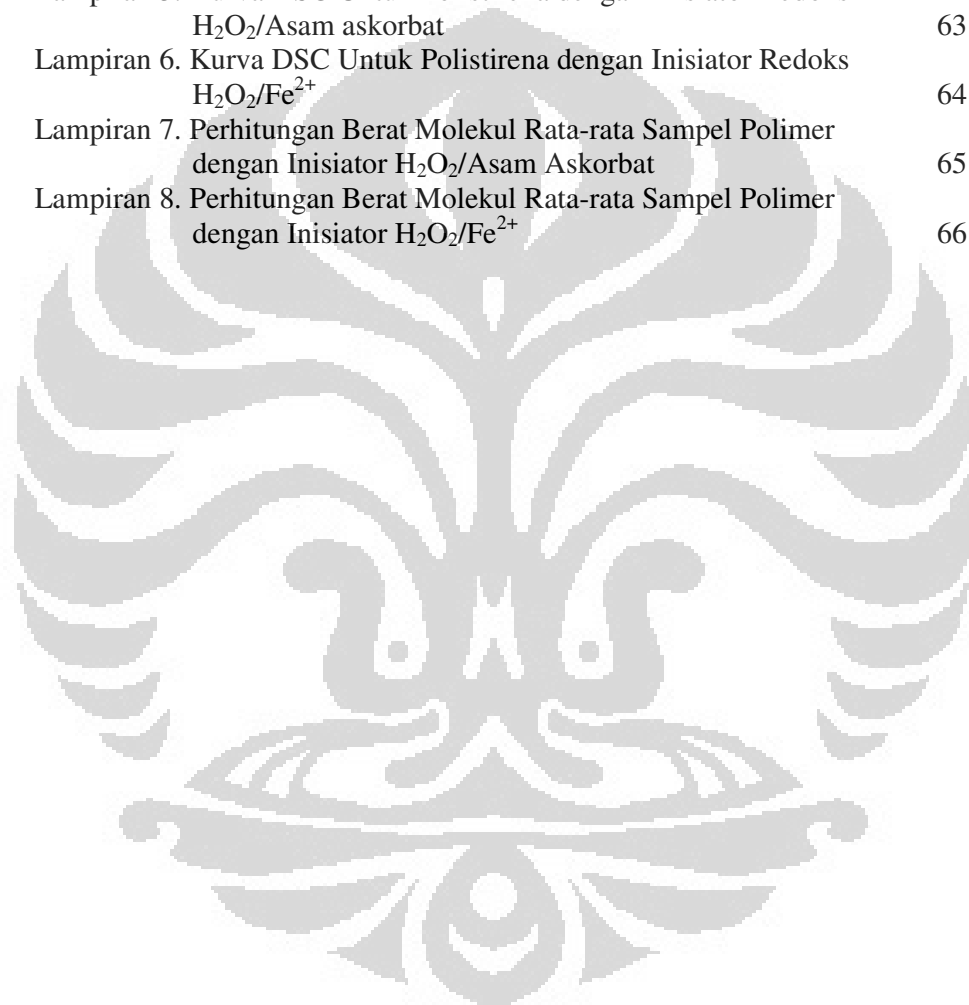 H₂O₂/Asam askorbat 63
Lampiran 6. Kurva DSC Untuk Polistirena dengan Inisiator Redoks
H₂O₂/Fe²⁺ 64
Lampiran 7. Perhitungan Berat Molekul Rata-rata Sampel Polimer
dengan Inisiator H₂O₂/Asam Askorbat 65
Lampiran 8. Perhitungan Berat Molekul Rata-rata Sampel Polimer
dengan Inisiator H₂O₂/Fe²⁺ 66